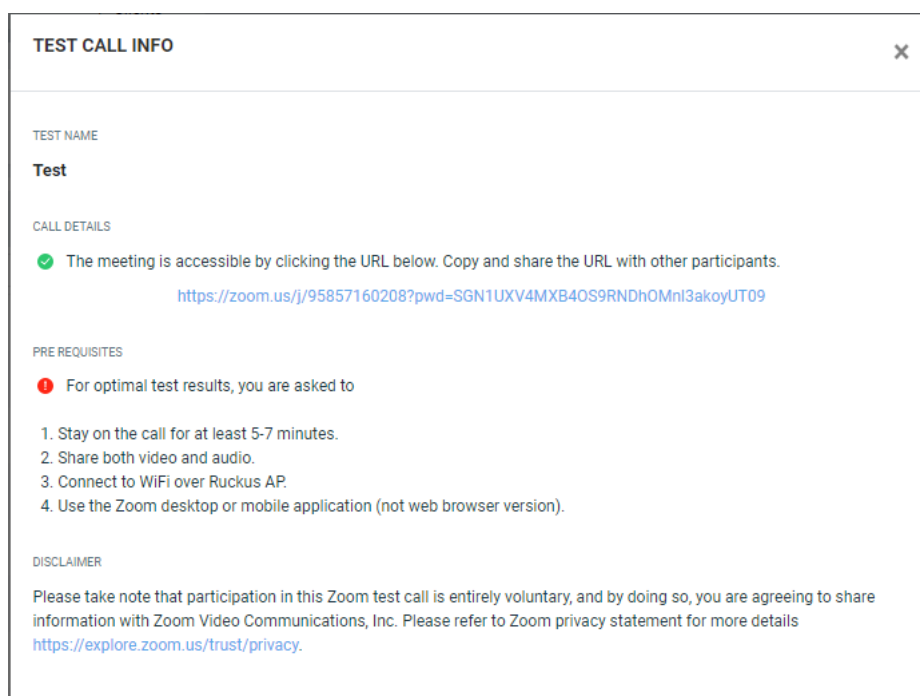 TEST CALL INFO
TEST NAME
Test
CALL DETAILS
The meeting is accessible by clicking the URL below. Copy and share the URL with other participants.
https://zoom.us/j/95857160208?pwd=SGN1UXV4MXB4OS9RNDhOMnl3akoyUT09
PRE REQUISITES
For optimal test results, you are asked to
1. Stay on the call for at least 5-7 minutes.
2. Share both video and audio.
3. Connect to WiFi over Ruckus AP.
4. Use the Zoom desktop or mobile application (not web browser version).
DISCLAIMER
Please take note that participation in this Zoom test call is entirely voluntary, and by doing so, you are agreeing to share
information with Zoom Video Communications, Inc. Please refer to Zoom privacy statement for more details
https://explore.zoom.us/trust/privacy.